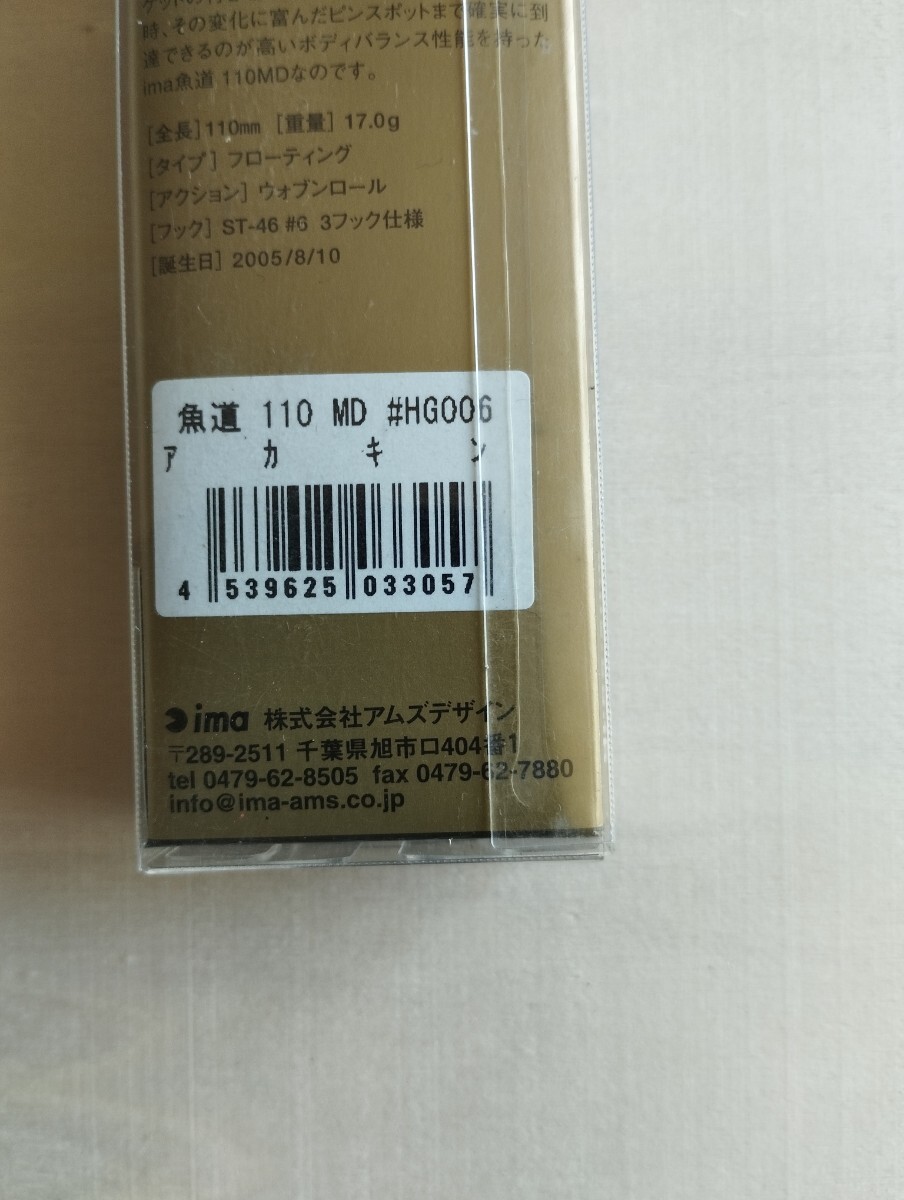 時、その変化に富んだピンスポットまで確実に到
達できるのが高いボディバランス性能を持った
ima魚道 110MDなのです。
[全長]110mm [重量] 17.0g
[タイプ] フローティング
[アクション] ウォブンロール
[フック] ST-46 #6 3フック仕様
[誕生日] 2005/8/10
魚道 110 MD #HG006
アカキン
4 539625 033057
ima 株式会社アムズデザイン
〒289-2511 千葉県旭市ロ404番1
tel 0479-62-8505 fax 0479-62-7880
info@ima-ams.co.jp